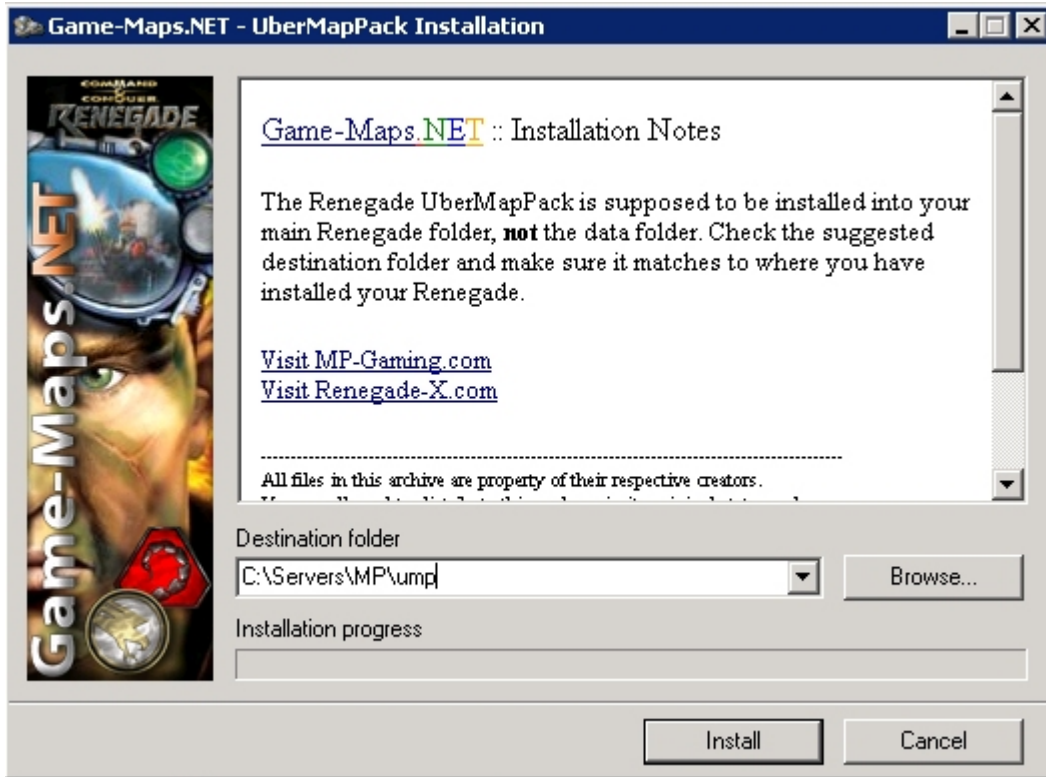 Game-Maps.NET - UberMapPack Installation
COMMAND
&
CONQUER
RENEGADE
Game-Maps.NET
Game-Maps.NET :: Installation Notes
The Renegade UberMapPack is supposed to be installed into your
main Renegade folder, not the data folder. Check the suggested
destination folder and make sure it matches to where you have
installed your Renegade.
Visit MP-Gaming.com
Visit Renegade-X.com
All files in this archive are property of their respective creators.
Destination folder
C:\Servers\MP\ump
Browse...
Installation progress
Install
Cancel